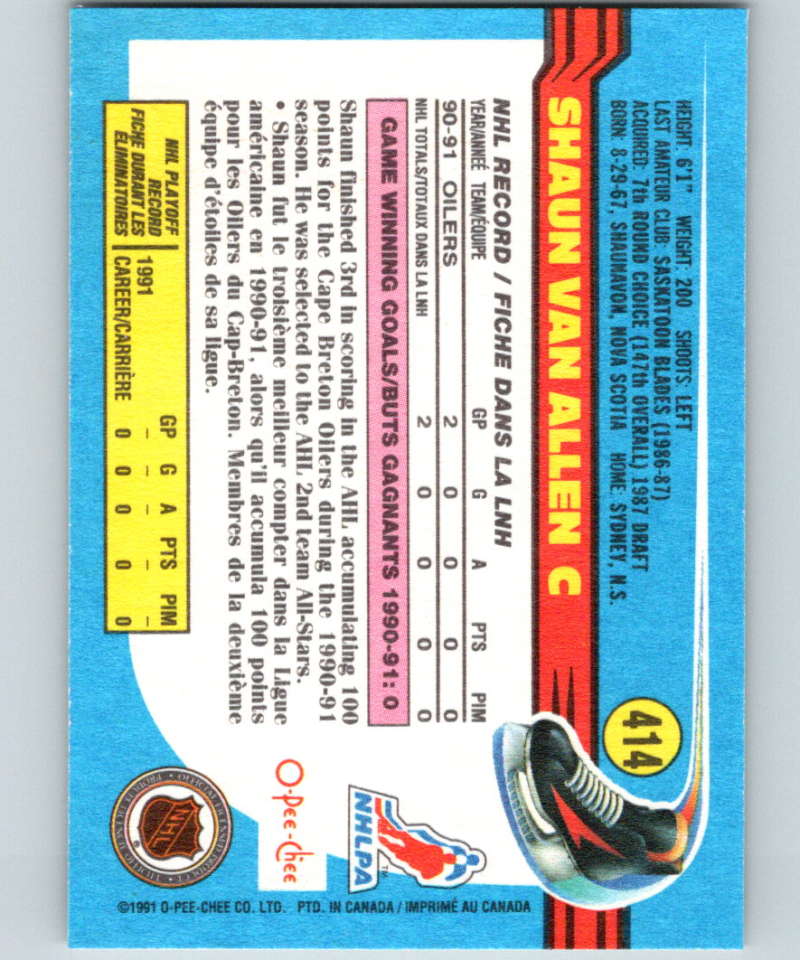 414
HEIGHT: 6'1" WEIGHT: 200 SHOOTS: LEFT
LAST AMATEUR CLUB: SASKATOON BLADES (1986-87)
ACQUIRED: 7th ROUND CHOICE (147th OVERALL) 1987 DRAFT
BORN: 8-29-67, SHAUNAVON, NOVA SCOTIA HOME: SYDNEY, N.S.
SHAUN VAN ALLEN C
NHL RECORD / FICHE DANS LA LNH
YEAR/ANNÉE TEAM/ÉQUIPE GP G A PTS PIM
90-91 OILERS 2 0 0 0 0
NHL TOTALS/TOTAUX DANS LA LNH 2 0 0 0 0
GAME WINNING GOALS/BUTS GAGNANTS 1990-91: 0
Shaun finished 3rd in scoring in the AHL accumulating 100
points for the Cape Breton Oilers during the 1990-91
season. He was selected to the AHL 2nd team All-Stars.
• Shaun fut le troisième meilleur compter dans la Ligue
américaine en 1990-91, alors qu'il accumula 100 points
pour les Oilers du Cap-Breton. Membres de la deuxième
équipe d'étoiles de sa ligue.
NHL PLAYOFF
RECORD
FICHE DURANT LES
ÉLIMINATOIRES
GP G A PTS PIM
1991 – – – – –
CAREER/CARRIÈRE 0 0 0 0 0
NHLPA
TM
O-Pee-Chee
NHL
©1991 O-PEE-CHEE CO. LTD. PTD. IN CANADA / IMPRIMÉ AU CANADA